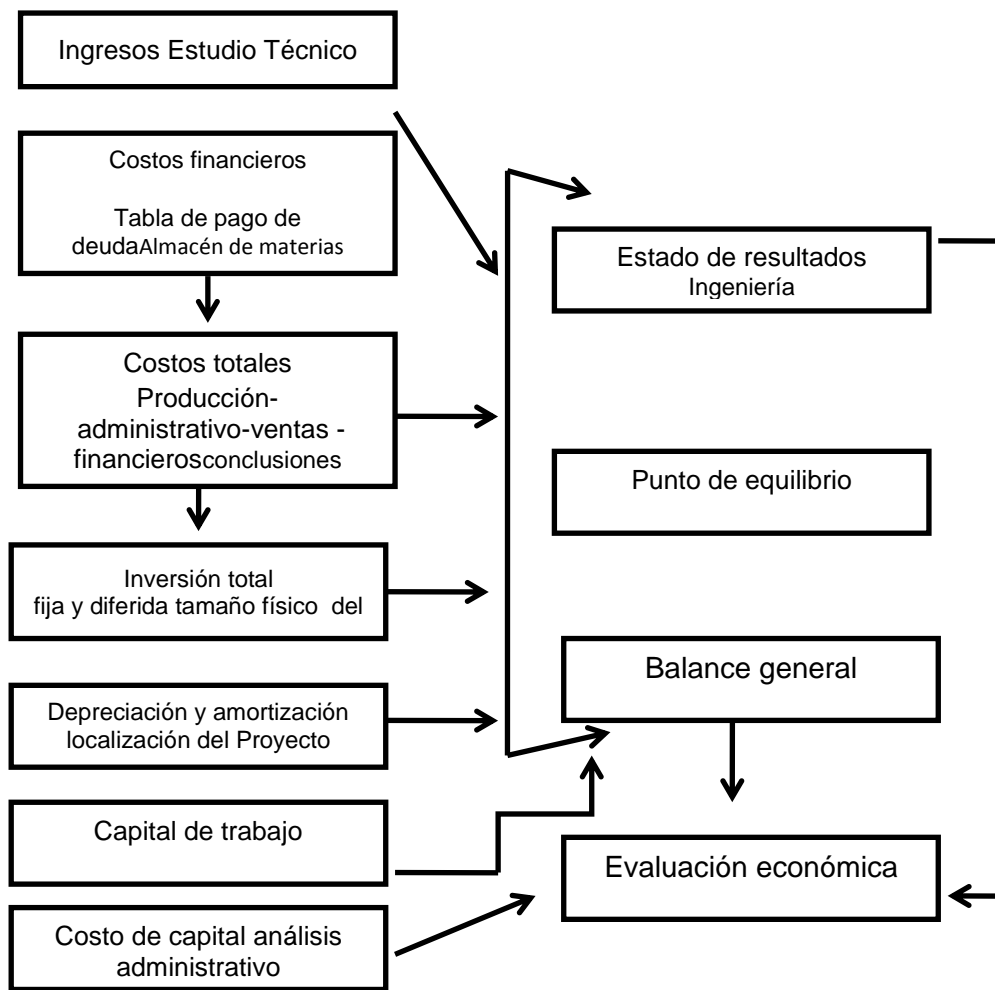 Ingresos Estudio Técnico
Costos financieros
Tabla de pago de
deudaAlmacén de materias
Costos totales
Producción-
administrativo-ventas -
financierosconclusiones
Inversión total
fija y diferida tamaño físico  del
Depreciación y amortización
localización del Proyecto
Capital de trabajo
Costo de capital análisis
administrativo
Estado de resultados
Ingeniería
Punto de equilibrio
Balance general
Evaluación económica